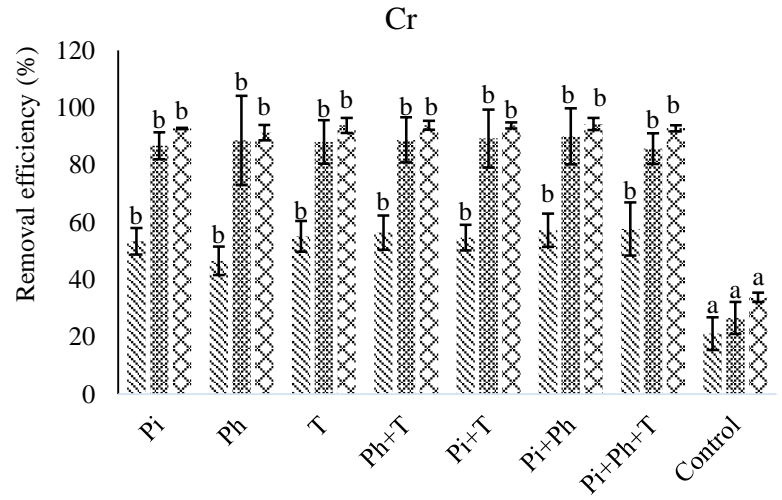 Cr
Removal efficiency (%)
120
100
80
60
40
20
0
b b b
b b b
b b b
b b b
b b b
b b b
b b b
a a a
Pi
Ph
T
Ph+T
Pi+T
Pi+Ph
Pi+Ph+T
Control